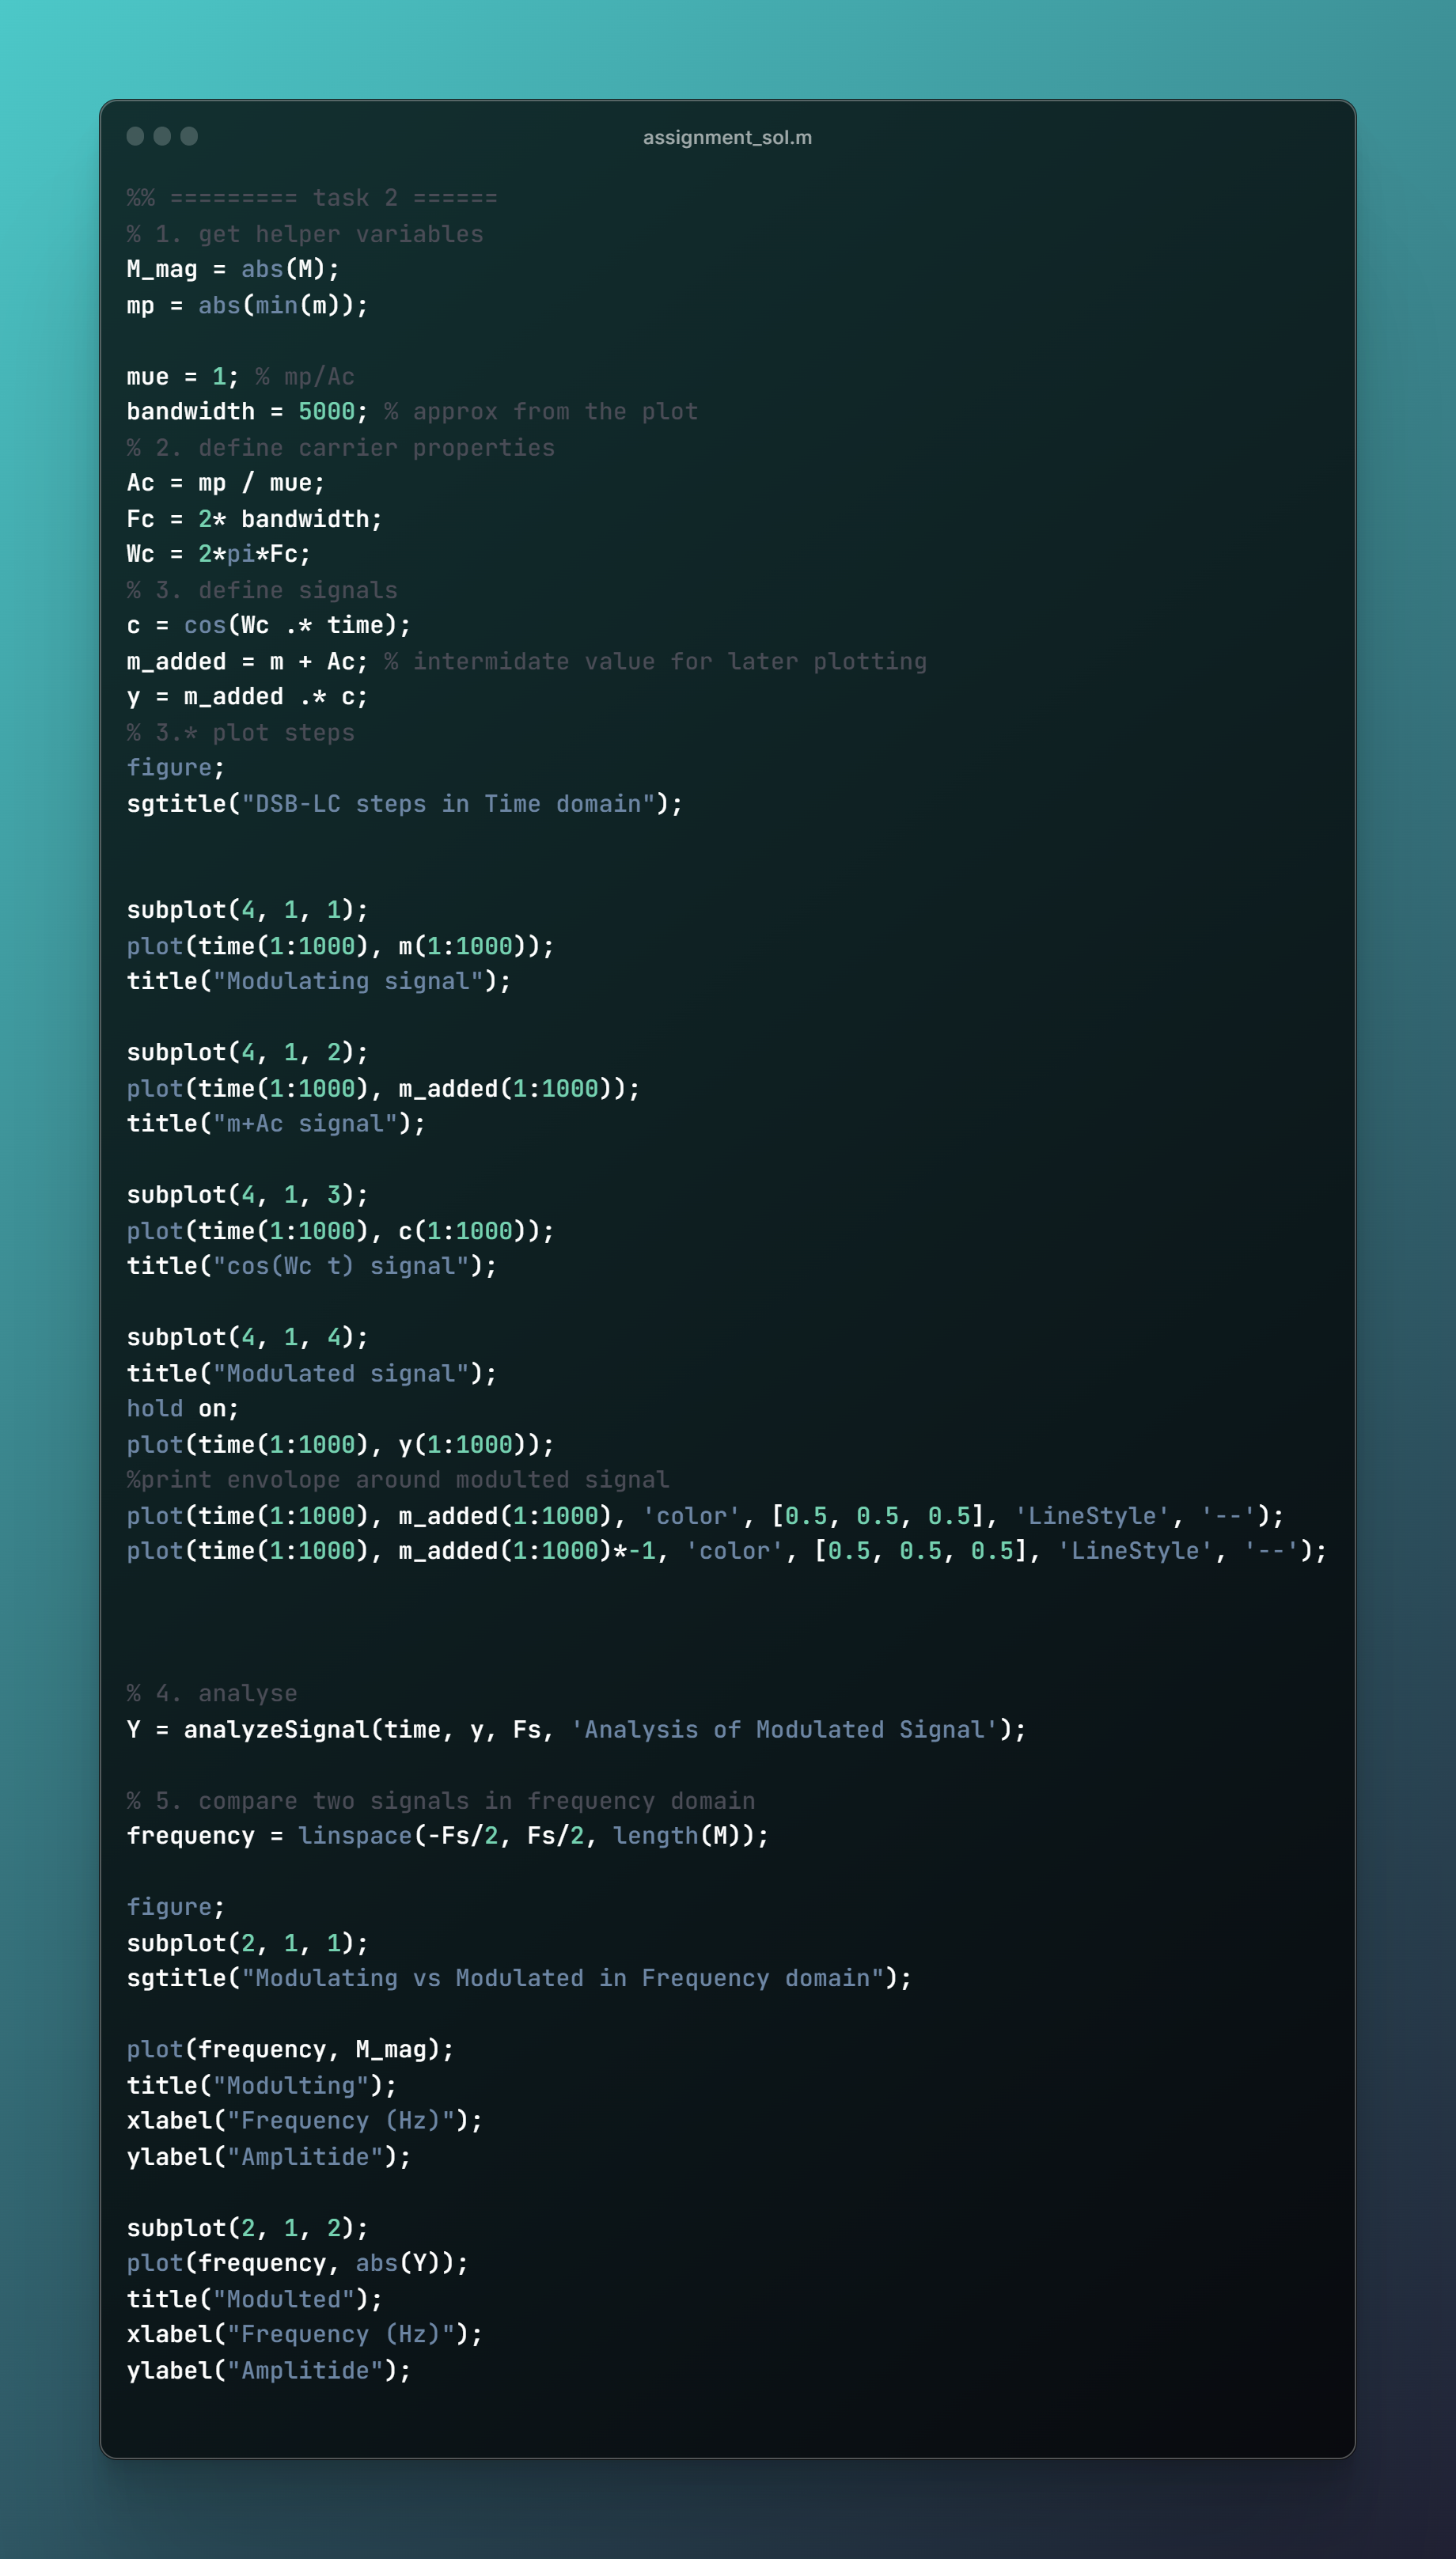 assignment_sol.m
%% ========= task 2 ======
% 1. get helper variables
M_mag = abs(M);
mp = abs(min(m));
mue = 1; % mp/Ac
bandwidth = 5000; % approx from the plot
% 2. define carrier properties
Ac = mp / mue;
Fc = 2* bandwidth;
Wc = 2*pi*Fc;
% 3. define signals
c = cos(Wc .* time);
m_added = m + Ac; % intermidate value for later plotting
y = m_added .* c;
% 3.* plot steps
figure;
sgtitle("DSB-LC steps in Time domain");
subplot(4, 1, 1);
plot(time(1:1000), m(1:1000));
title("Modulating signal");
subplot(4, 1, 2);
plot(time(1:1000), m_added(1:1000));
title("m+Ac signal");
subplot(4, 1, 3);
plot(time(1:1000), c(1:1000));
title("cos(Wc t) signal");
subplot(4, 1, 4);
title("Modulated signal");
hold on;
plot(time(1:1000), y(1:1000));
%print envolope around modulted signal
plot(time(1:1000), m_added(1:1000), 'color', [0.5, 0.5, 0.5], 'LineStyle', '--');
plot(time(1:1000), m_added(1:1000)*-1, 'color', [0.5, 0.5, 0.5], 'LineStyle', '--');
% 4. analyse
Y = analyzeSignal(time, y, Fs, 'Analysis of Modulated Signal');
% 5. compare two signals in frequency domain
frequency = linspace(-Fs/2, Fs/2, length(M));
figure;
subplot(2, 1, 1);
sgtitle("Modulating vs Modulated in Frequency domain");
plot(frequency, M_mag);
title("Modulting");
xlabel("Frequency (Hz)");
ylabel("Amplitide");
subplot(2, 1, 2);
plot(frequency, abs(Y));
title("Modulted");
xlabel("Frequency (Hz)");
ylabel("Amplitide");